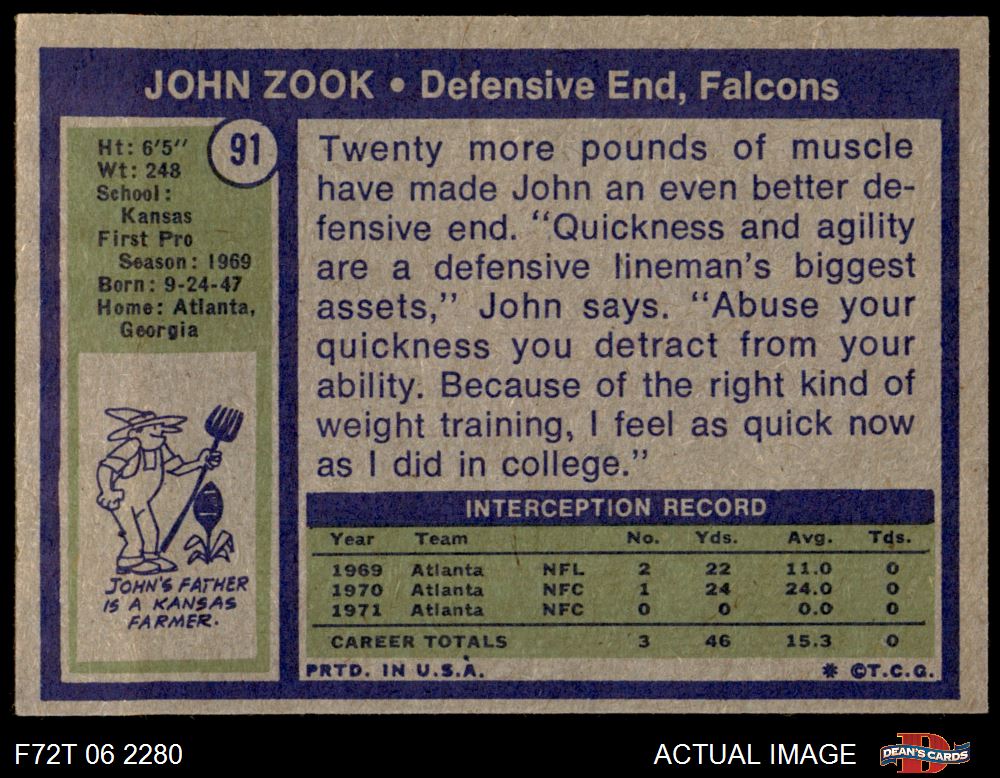 JOHN ZOOK • Defensive End, Falcons
91
Ht: 6'5"
Wt: 248
School:
Kansas
First Pro
Season: 1969
Born: 9-24-47
Home: Atlanta,
Georgia
JOHN'S FATHER
IS A KANSAS
FARMER.
Twenty more pounds of muscle
have made John an even better de-
fensive end. "Quickness and agility
are a defensive lineman's biggest
assets," John says. "Abuse your
quickness you detract from your
ability. Because of the right kind of
weight training, I feel as quick now
as I did in college."
INTERCEPTION RECORD
Year Team No. Yds. Avg. Tds.
1969 Atlanta NFL 2 22 11.0 0
1970 Atlanta NFC 1 24 24.0 0
1971 Atlanta NFC 0 0 0.0 0
CAREER TOTALS 3 46 15.3 0
PRTD. IN U.S.A. * ©T.C.G.
F72T 06 2280
ACTUAL IMAGE
DEAN'S CARDS